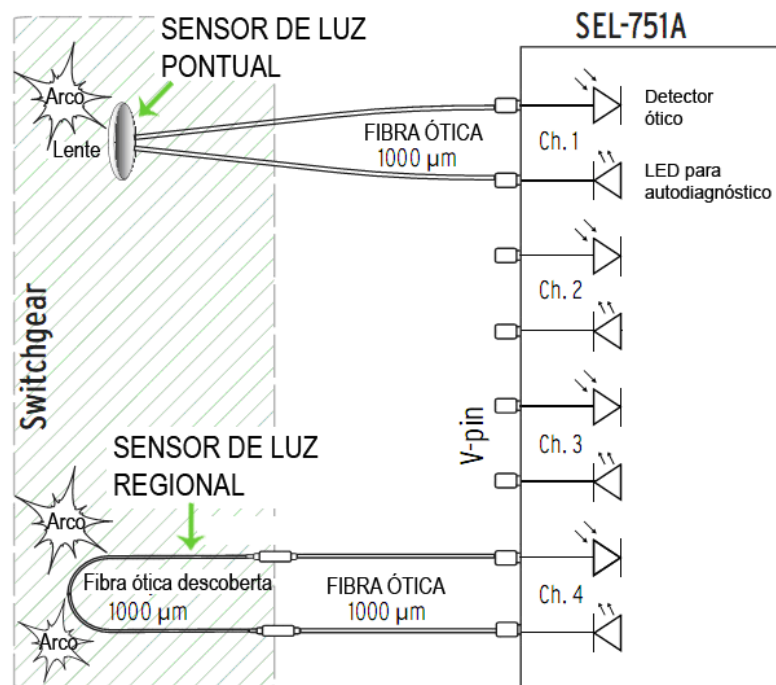 SEL-751A
SENSOR DE LUZ
PONTUAL
Arco
Lente
FIBRA ÓTICA
1000 µm
Ch. 1
Detector
ótico
LED para
autodiagnóstico
Ch. 2
Switchgear
V-pin
Ch. 3
SENSOR DE LUZ
REGIONAL
Arco
Fibra ótica descoberta
1000 µm
FIBRA ÓTICA
1000 µm
Ch. 4
Arco